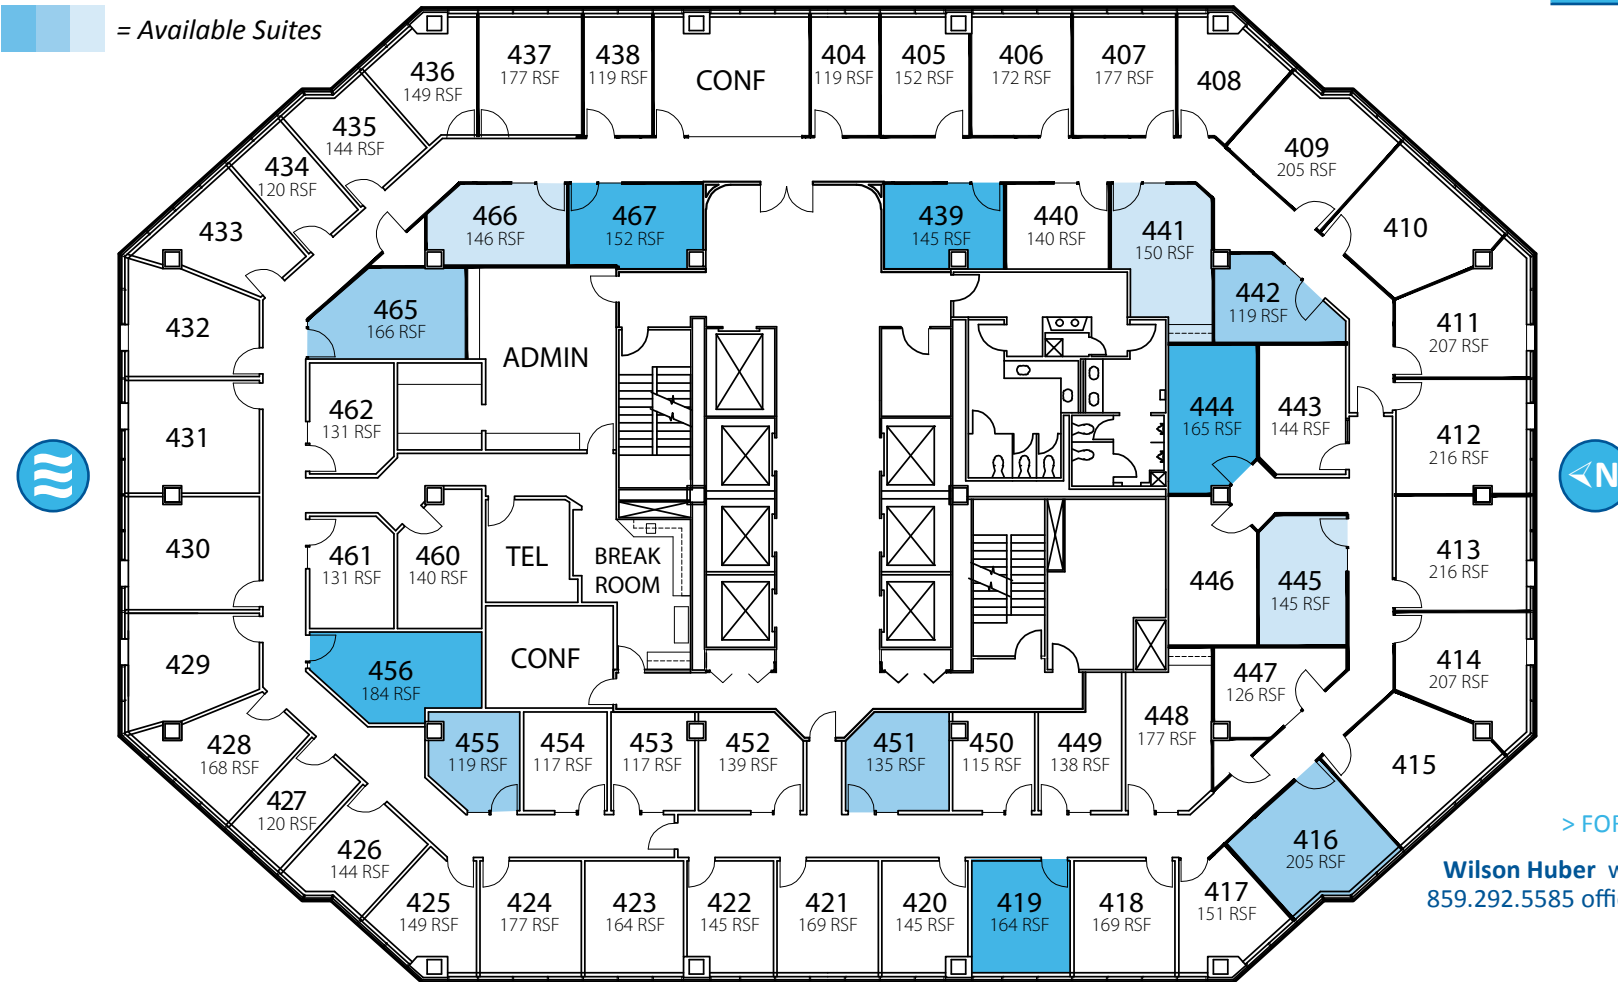 = Available Suites
436
149 RSF
437
177 RSF
438
119 RSF
CONF
404
119 RSF
405
152 RSF
406
172 RSF
407
177 RSF
408
435
144 RSF
434
120 RSF
433
409
205 RSF
410
466
146 RSF
467
152 RSF
439
145 RSF
440
140 RSF
441
150 RSF
442
119 RSF
465
166 RSF
432
ADMIN
411
207 RSF
462
131 RSF
431
444
165 RSF
443
144 RSF
412
216 RSF
N
430
461
131 RSF
460
140 RSF
TEL
BREAK
ROOM
446
445
145 RSF
413
216 RSF
429
456
184 RSF
CONF
447
126 RSF
414
207 RSF
428
168 RSF
455
119 RSF
454
117 RSF
453
117 RSF
452
139 RSF
451
135 RSF
450
115 RSF
449
138 RSF
448
177 RSF
415
427
120 RSF
426
144 RSF
416
205 RSF
425
149 RSF
424
177 RSF
423
164 RSF
422
145 RSF
421
169 RSF
420
145 RSF
419
164 RSF
418
169 RSF
417
151 RSF
> FOR
Wilson Huber
859.292.5585